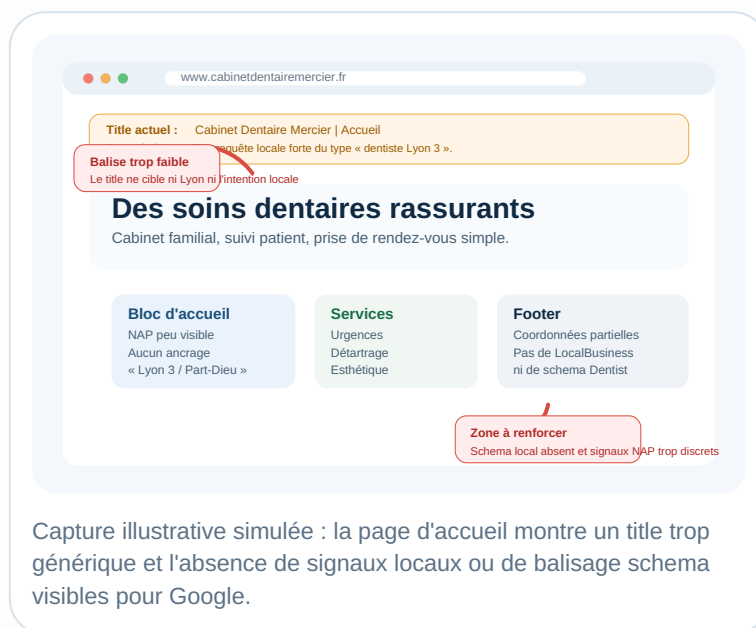 www.cabinetdentairemercier.fr
Title actuel : Cabinet Dentaire Mercier | Accueil
requête locale forte du type « dentiste Lyon 3 ».
Balise trop faible
Le title ne cible ni Lyon ni l'intention locale
Des soins dentaires rassurants
Cabinet familial, suivi patient, prise de rendez-vous simple.
Bloc d'accueil
NAP peu visible
Aucun ancrage
« Lyon 3 / Part-Dieu »
Services
Urgences
Détartrage
Esthétique
Footer
Coordonnées partielles
Pas de LocalBusiness
ni de schema Dentist
Zone à renforcer
Schema local absent et signaux NAP trop discrets
Capture illustrative simulée : la page d'accueil montre un title trop
générique et l'absence de signaux locaux ou de balisage schema
visibles pour Google.